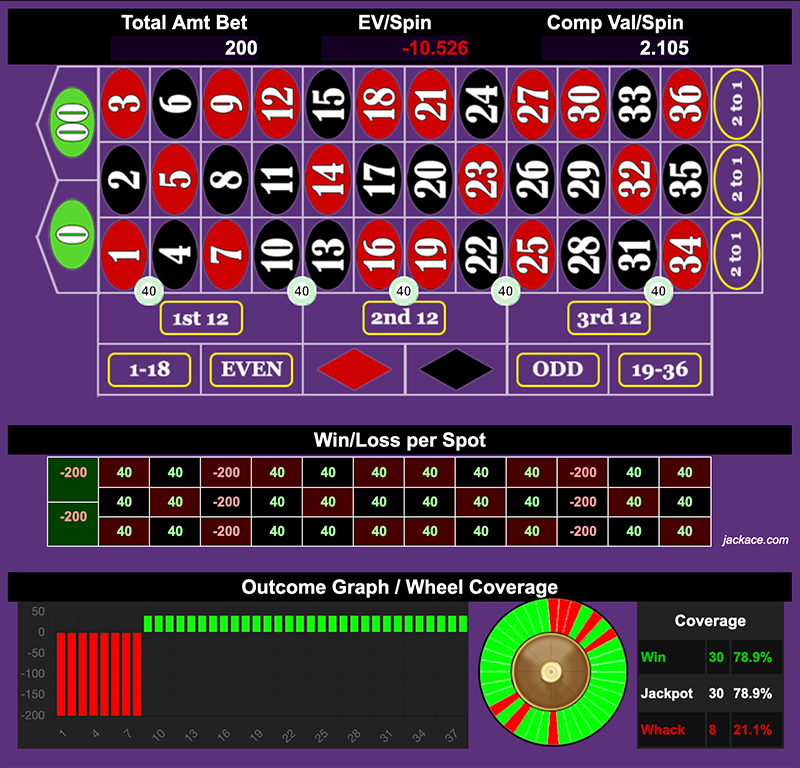 Total Amt Bet EV/Spin Comp Val/Spin
200 -10.526 2.105
00 3 6 9 12 15 18 21 24 27 30 33 36 2 to 1
2 5 8 11 14 17 20 23 26 29 32 35 2 to 1
0 1 4 7 10 13 16 19 22 25 28 31 34 2 to 1
40 40 40 40 40
1st 12 2nd 12 3rd 12
1-18 EVEN ODD 19-36
Win/Loss per Spot
-200 40 40 -200 40 40 40 40 40 40 -200 40 40
40 40 -200 40 40 40 40 40 40 -200 40 40
-200 40 40 -200 40 40 40 40 40 40 -200 40 40
jackace.com
Outcome Graph / Wheel Coverage
50
0
-50
-100
-150
-200
1 4 7 10 13 16 19 22 25 28 31 34 37
Coverage
Win 30 78.9%
Jackpot 30 78.9%
Whack 8 21.1%